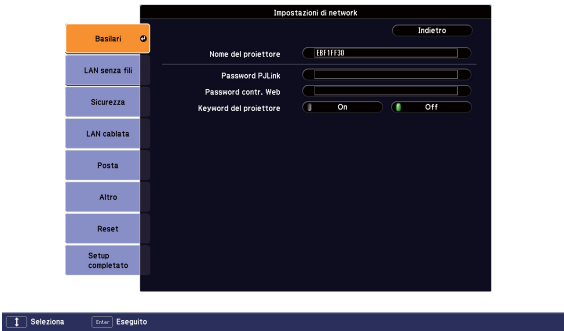 Impostazioni di network
Indietro
Basilari
Nome del proiettore EBF1FF30
LAN senza fili
Password PJLink
Password contr. Web
Sicurezza
Keyword del proiettore On Off
LAN cablata
Posta
Altro
Reset
Setup
completato
Seleziona Enter Eseguito